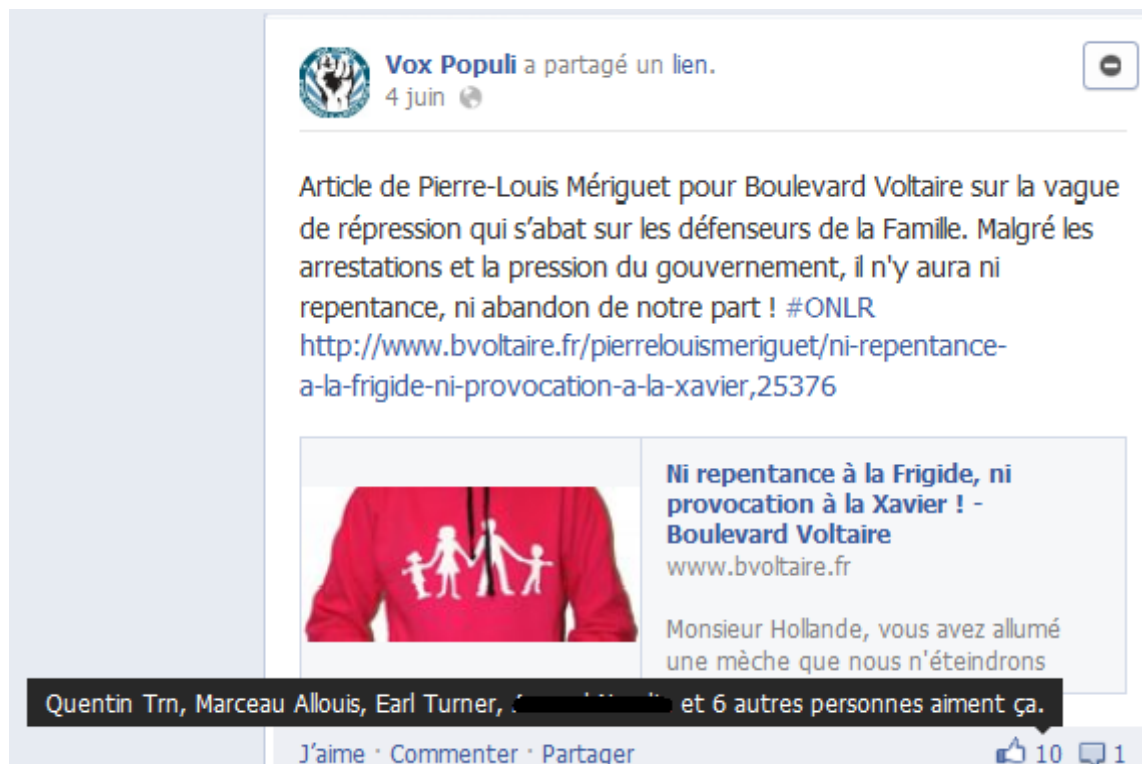 Vox Populi a partagé un lien.
4 juin
Article de Pierre-Louis Mériguet pour Boulevard Voltaire sur la vague
de répression qui s’abat sur les défenseurs de la Famille. Malgré les
arrestations et la pression du gouvernement, il n'y aura ni
repentance, ni abandon de notre part ! #ONLR
http://www.bvoltaire.fr/pierrelouismeriguet/ni-repentance-
a-la-frigide-ni-provocation-a-la-xavier,25376
Ni repentance à la Frigide, ni
provocation à la Xavier ! -
Boulevard Voltaire
www.bvoltaire.fr
Monsieur Hollande, vous avez allumé
une mèche que nous n'éteindrons
Quentin Trn, Marceau Allouis, Earl Turner, et 6 autres personnes aiment ça.
J’aime · Commenter · Partager 10 1